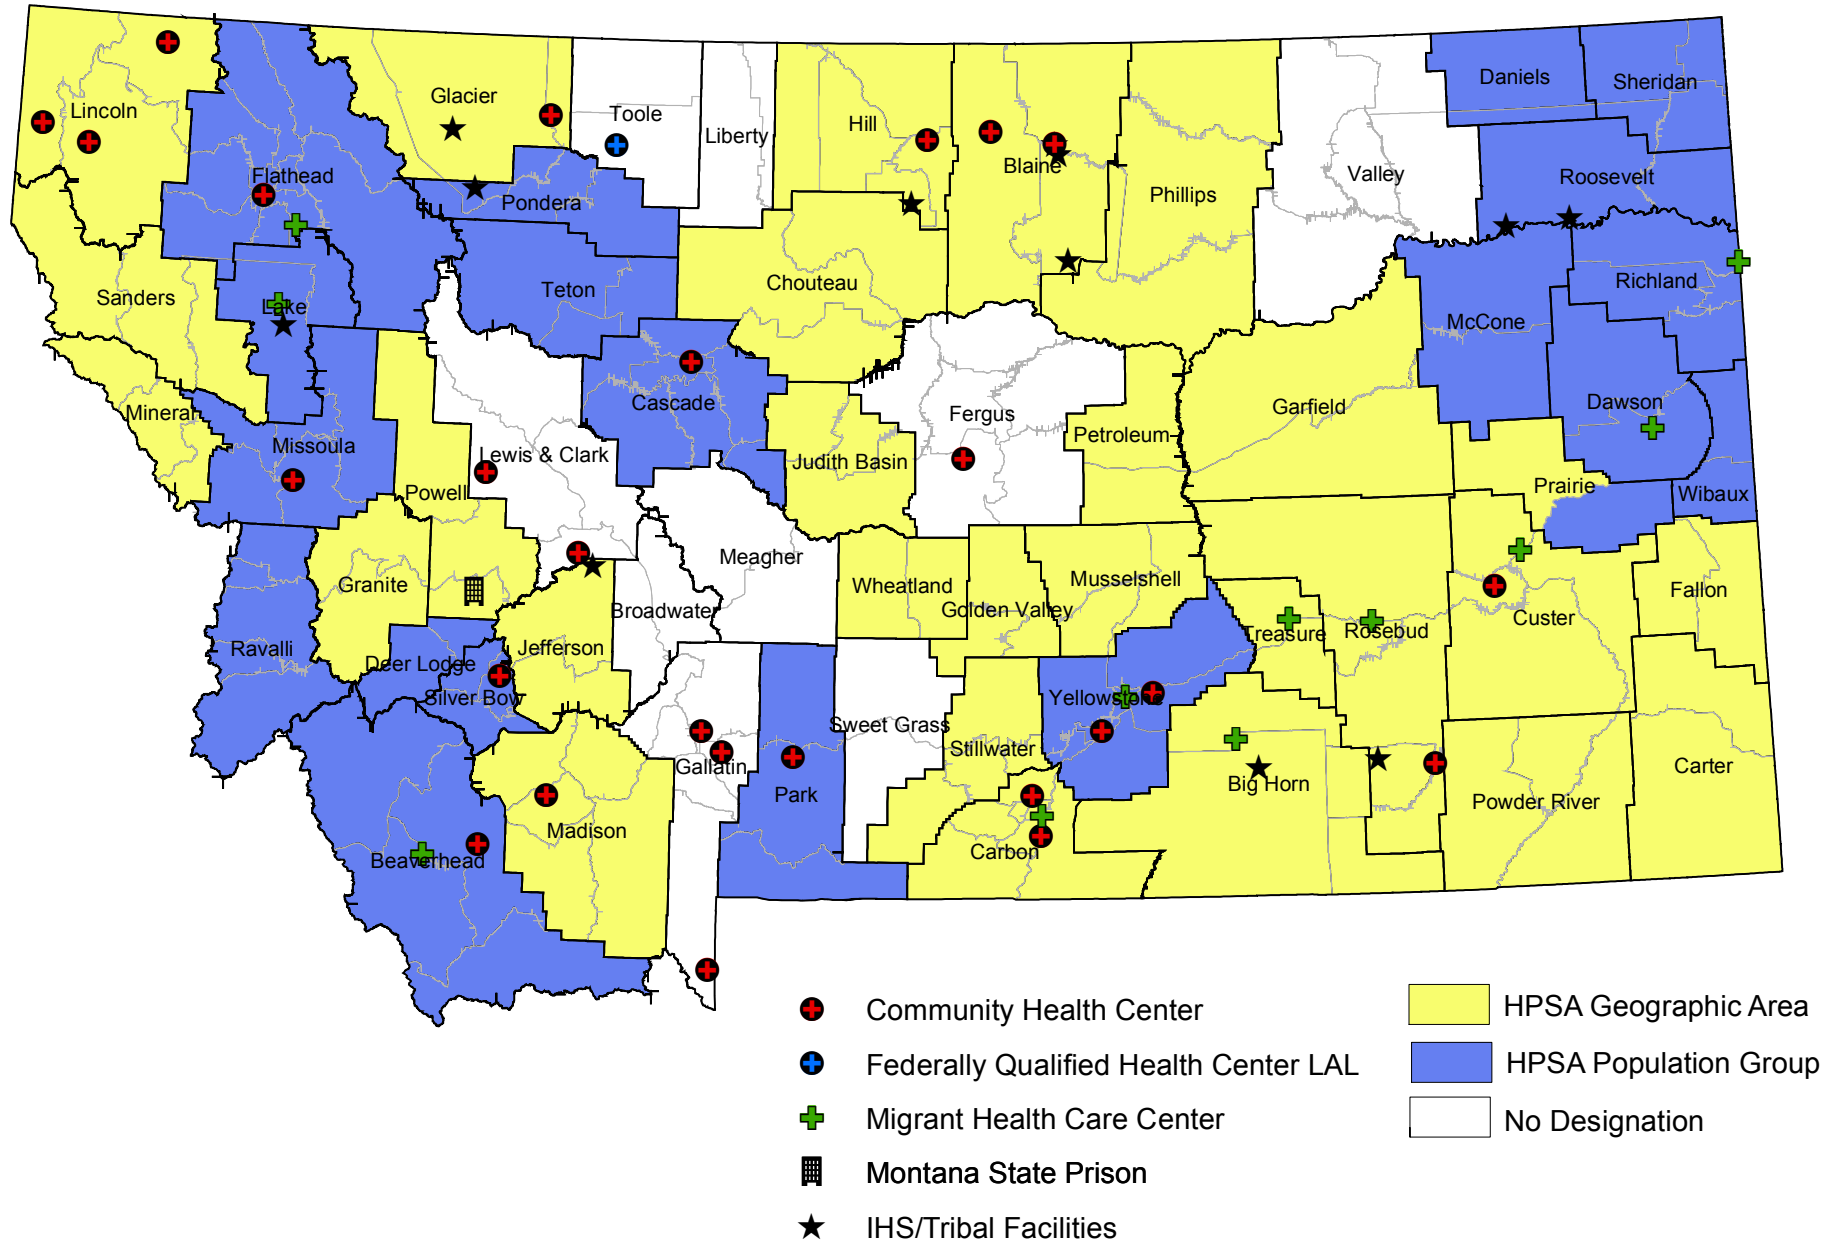 Daniels
Sheridan
Glacier
Lincoln
Toole
Hill
Liberty
Blaine
Valley
Roosevelt
Flathead
Phillips
Pondera
Chouteau
Teton
Richland
Sanders
Lake
McCone
Cascade
Dawson
Garfield
Mineral
Fergus
Petroleum
Missoula
Lewis & Clark
Judith Basin
Powell
Prairie
Wibaux
Meagher
Granite
Wheatland
Musselshell
Fallon
Broadwater
Golden Valley
Custer
Ravalli
Jefferson
Treasure
Rosebud
Deer Lodge
Silver Bow
Yellowstone
Sweet Grass
Stillwater
Gallatin
Big Horn
Carter
Park
Powder River
Madison
Carbon
Beaverhead
Community Health Center
Federally Qualified Health Center LAL
Migrant Health Care Center
Montana State Prison
IHS/Tribal Facilities
HPSA Geographic Area
HPSA Population Group
No Designation